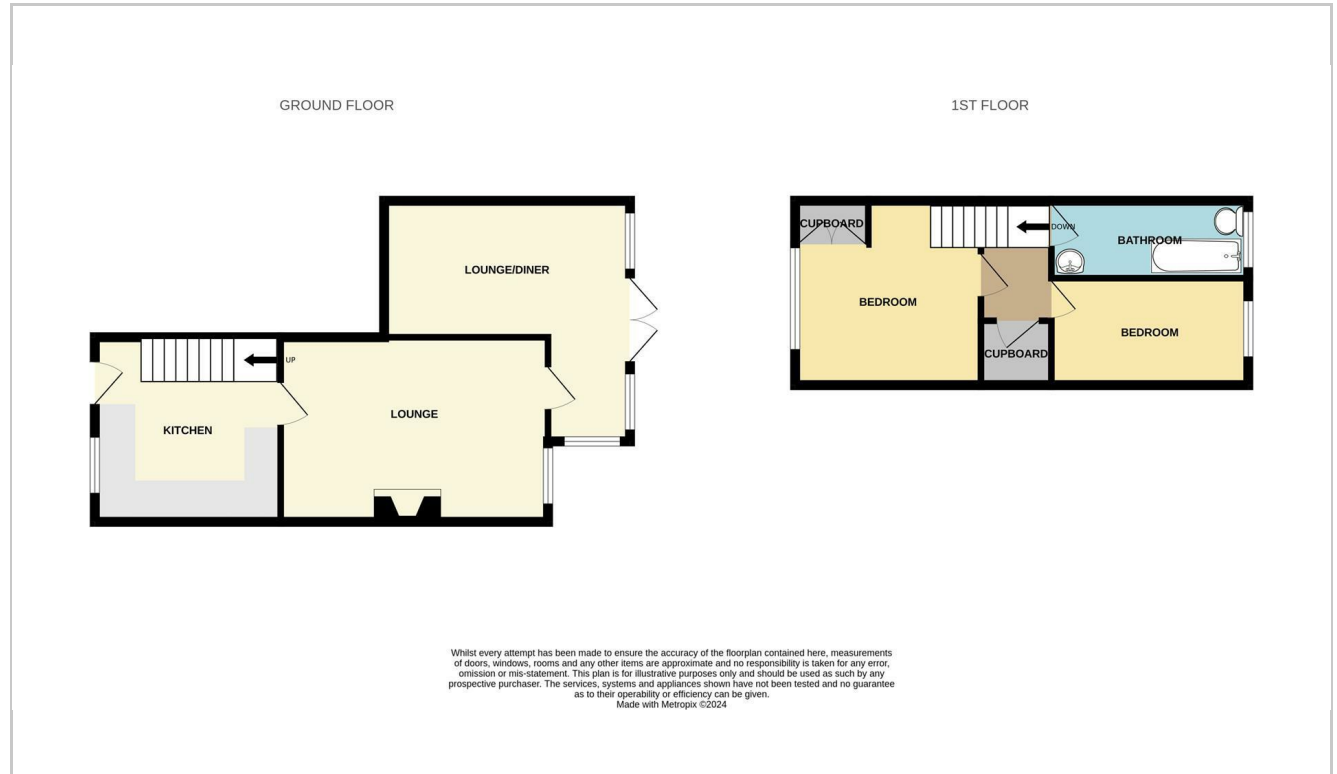 GROUND FLOOR
LOUNGE/DINER
UP
LOUNGE
KITCHEN
1ST FLOOR
CUPBOARD
DOWN
BATHROOM
BEDROOM
BEDROOM
CUPBOARD
Whilst every attempt has been made to ensure the accuracy of the floorplan contained here, measurements
of doors, windows, rooms and any other items are approximate and no responsibility is taken for any error,
omission or mis-statement. This plan is for illustrative purposes only and should be used as such by any
prospective purchaser. The services, systems and appliances shown have not been tested and no guarantee
as to their operability or efficiency can be given.
Made with Metropix ©2024